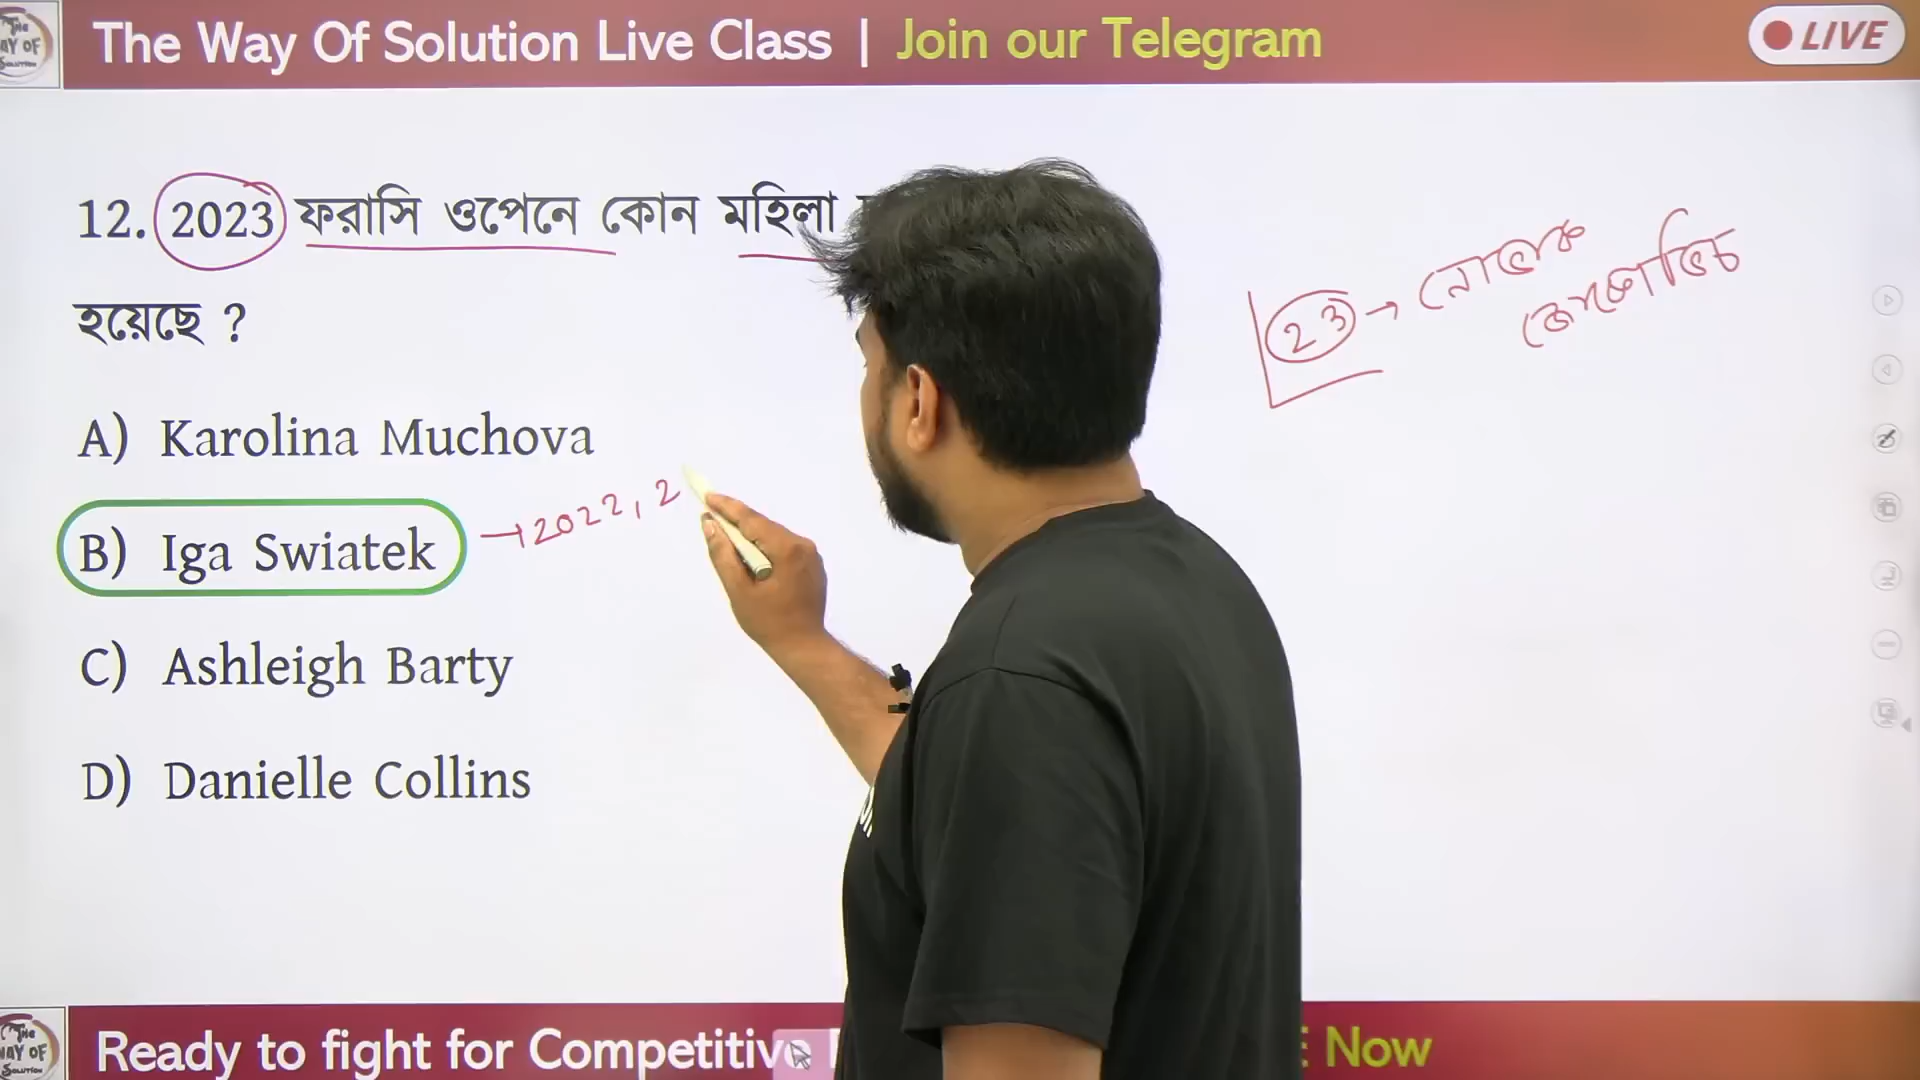 The Way Of Solution Live Class | Join our Telegram
LIVE
12. 2023 ফরাসি ওপেনে কোন মহিলা
হয়েছে ?
23 → নোভাক
জোকোভিচ
A) Karolina Muchova
B) Iga Swiatek → 2022, 2
C) Ashleigh Barty
D) Danielle Collins
Ready to fight for Competitive
Now